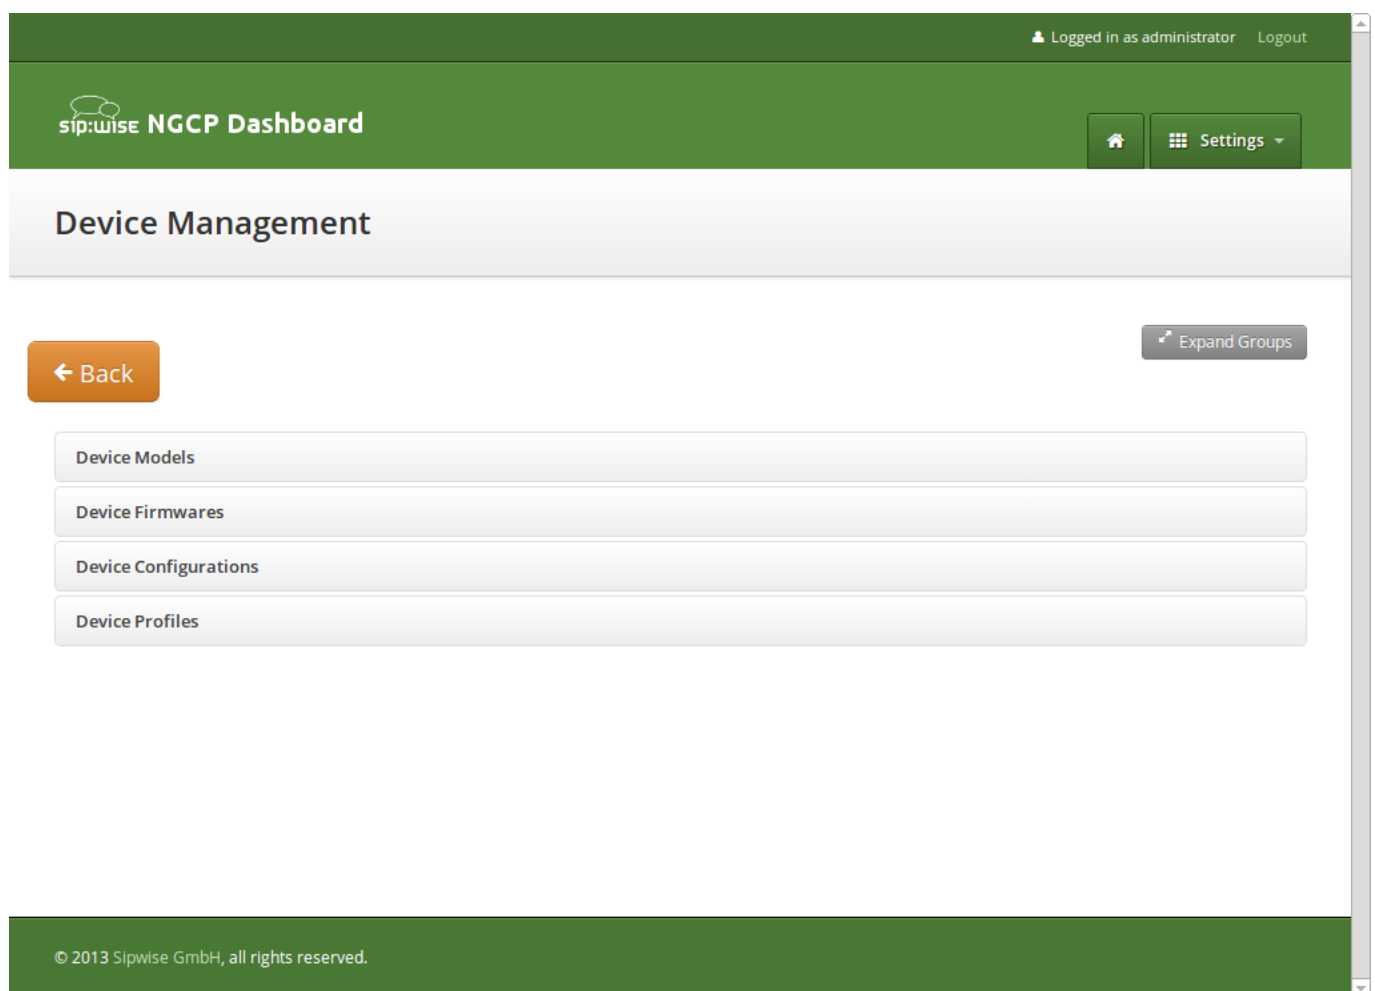 Logged in as administrator Logout
sip:wise NGCP Dashboard
Settings
Device Management
Expand Groups
Back
Device Models
Device Firmwares
Device Configurations
Device Profiles
© 2013 Sipwise GmbH, all rights reserved.